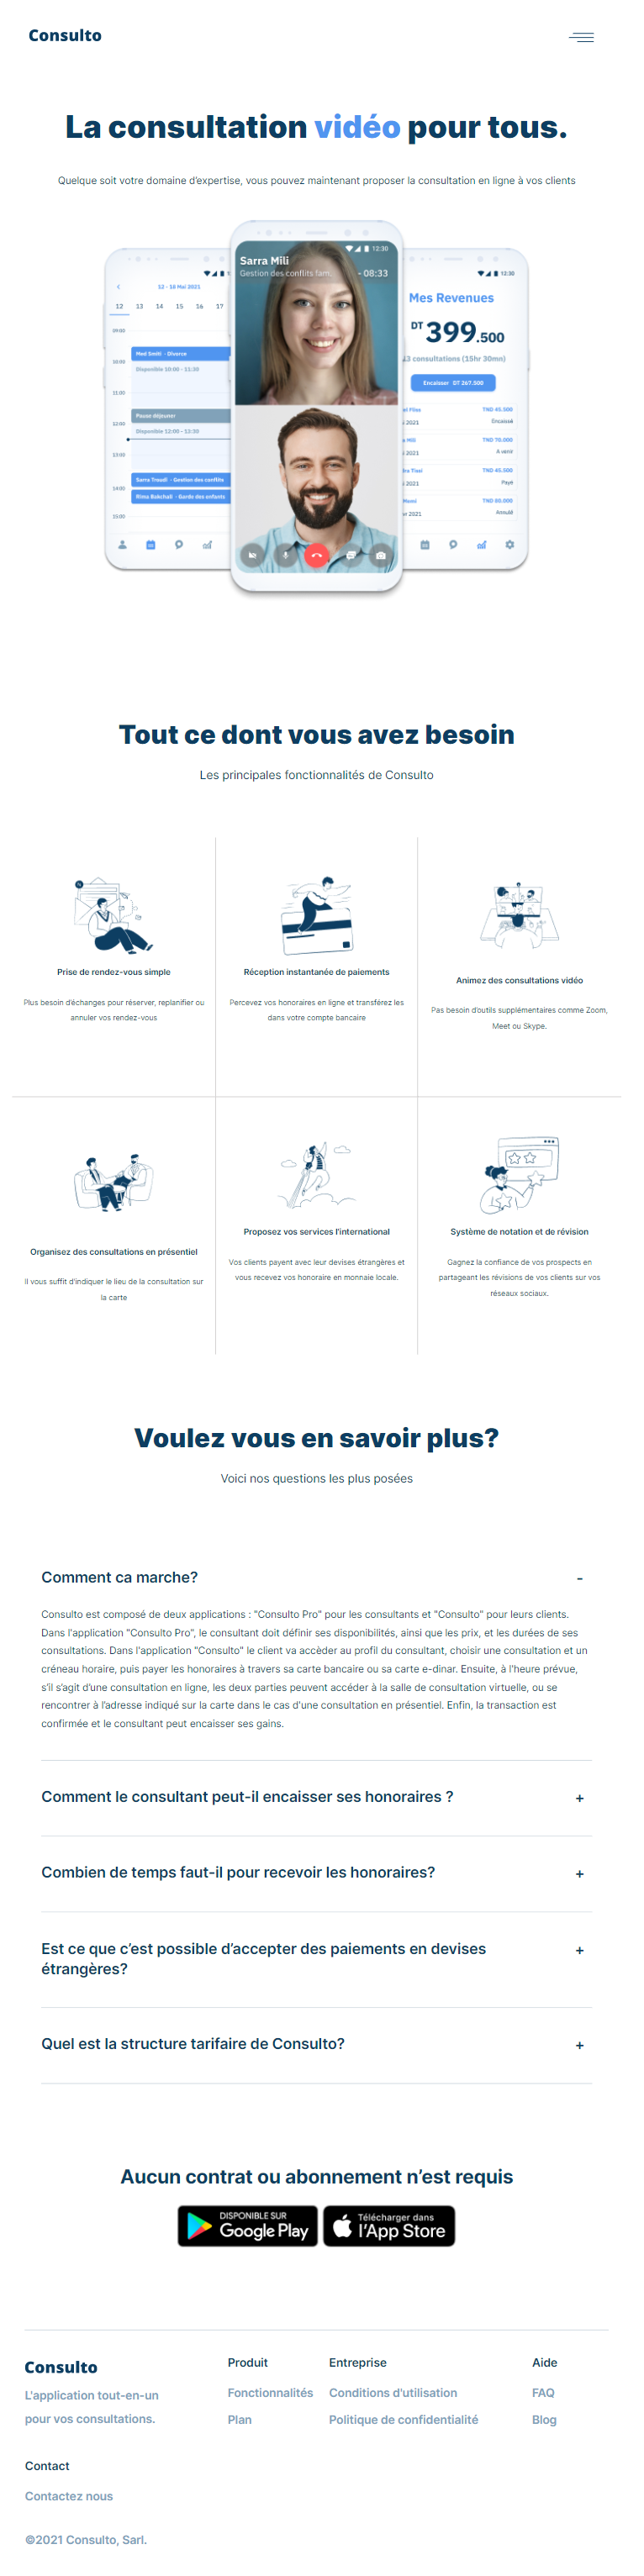 Consulto
La consultation vidéo pour tous.
Quelque soit votre domaine d'expertise, vous pouvez maintenant proposer la consultation en ligne à vos clients
12 - 18 Mai 2021
12 13 14 15 16 17
09:00
10:00
Med Smiti - Divorce
Disponible 10:00 - 11:30
11:00
Pause déjeuner
12:00
Disponible 12:00 - 13:30
13:00
14:00
Sarra Troudi - Gestion des conflits
Rima Bakchali - Garde des enfants
15:00
12:30
Sarra Mili
Gestion des conflits fam.
- 08:33
12:30
Mes Revenues
DT 399.500
3 consultations (15hr 30mn)
Encaisser DT 267.500
TND 45.500
2021
Encaissé
TND 70.000
2021
A venir
TND 45.500
2021
Payé
TND 80.000
2021
Annulé
Tout ce dont vous avez besoin
Les principales fonctionnalités de Consulto
Prise de rendez-vous simple
Plus besoin d'échanges pour réserver, replanifier ou
annuler vos rendez-vous
Réception instantanée de paiements
Percevez vos honoraires en ligne et transférez les
dans votre compte bancaire
Animez des consultations vidéo
Pas besoin d'outils supplémentaires comme Zoom,
Meet ou Skype.
Organisez des consultations en présentiel
Il vous suffit d'indiquer le lieu de la consultation sur
la carte
Proposez vos services l'international
Vos clients payent avec leur devises étrangères et
vous recevez vos honoraire en monnaie locale.
Système de notation et de révision
Gagnez la confiance de vos prospects en
partageant les révisions de vos clients sur vos
réseaux sociaux.
Voulez vous en savoir plus?
Voici nos questions les plus posées
Comment ca marche? -
Consulto est composé de deux applications : "Consulto Pro" pour les consultants et "Consulto" pour leurs clients.
Dans l'application "Consulto Pro", le consultant doit définir ses disponibilités, ainsi que les prix, et les durées de ses
consultations. Dans l'application "Consulto" le client va accèder au profil du consultant, choisir une consultation et un
créneau horaire, puis payer les honoraires à travers sa carte bancaire ou sa carte e-dinar. Ensuite, à l'heure prévue,
s'il s'agit d'une consultation en ligne, les deux parties peuvent accéder à la salle de consultation virtuelle, ou se
rencontrer à l'adresse indiqué sur la carte dans le cas d'une consultation en présentiel. Enfin, la transaction est
confirmée et le consultant peut encaisser ses gains.
Comment le consultant peut-il encaisser ses honoraires ? +
Combien de temps faut-il pour recevoir les honoraires? +
Est ce que c'est possible d'accepter des paiements en devises +
étrangères?
Quel est la structure tarifaire de Consulto? +
Aucun contrat ou abonnement n'est requis
DISPONIBLE SUR
Google Play
Télécharger dans
l'App Store
Consulto
L'application tout-en-un
pour vos consultations.
Produit
Fonctionnalités
Plan
Entreprise
Conditions d'utilisation
Politique de confidentialité
Aide
FAQ
Blog
Contact
Contactez nous
©2021 Consulto, Sarl.